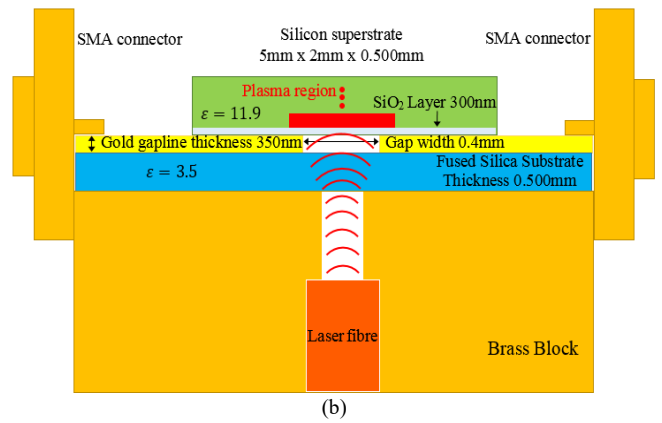 SMA connector
Silicon superstrate
5mm x 2mm x 0.500mm
SMA connector
Plasma region
SiO₂ Layer 300nm
ε = 11.9
Gold gapline thickness 350nm
Gap width 0.4mm
ε = 3.5
Fused Silica Substrate
Thickness 0.500mm
Laser fibre
Brass Block
(b)